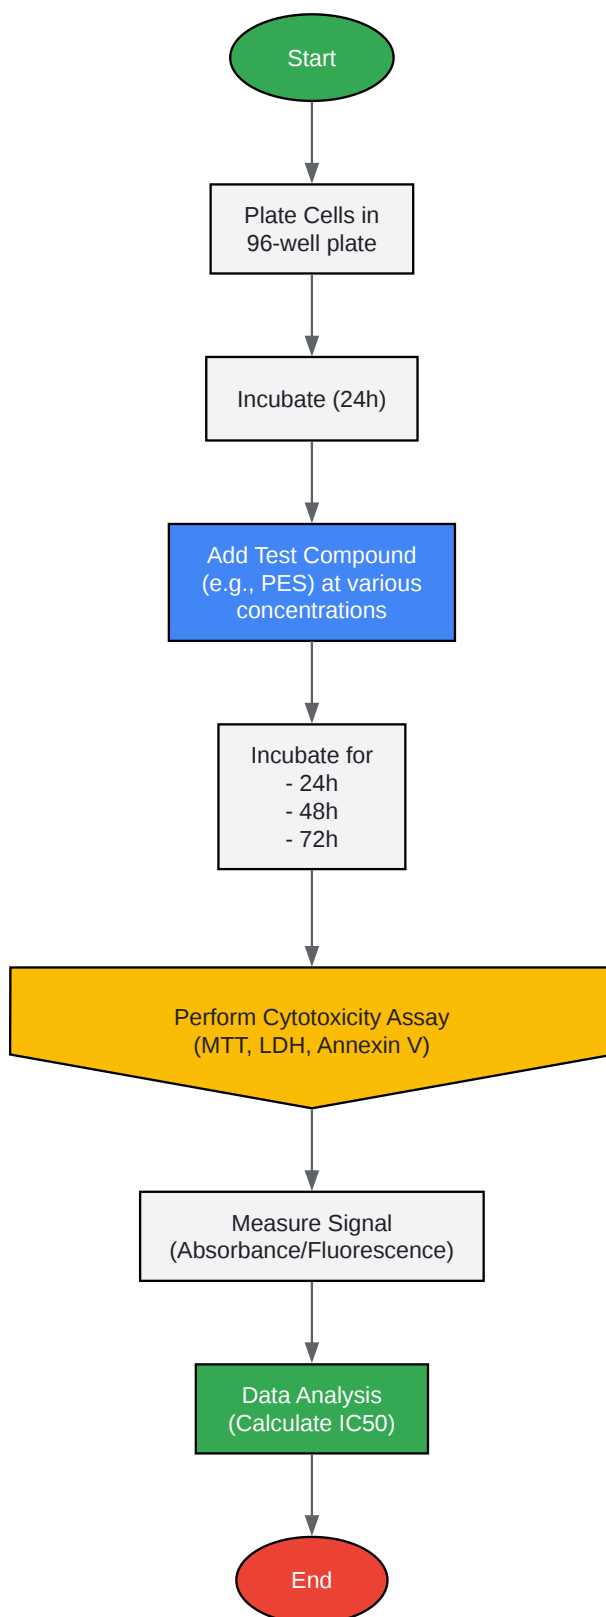 Start
Plate Cells in
96-well plate
Incubate (24h)
Add Test Compound
(e.g., PES) at various
concentrations
Incubate for
- 24h
- 48h
- 72h
Perform Cytotoxicity Assay
(MTT, LDH, Annexin V)
Measure Signal
(Absorbance/Fluorescence)
Data Analysis
(Calculate IC50)
End